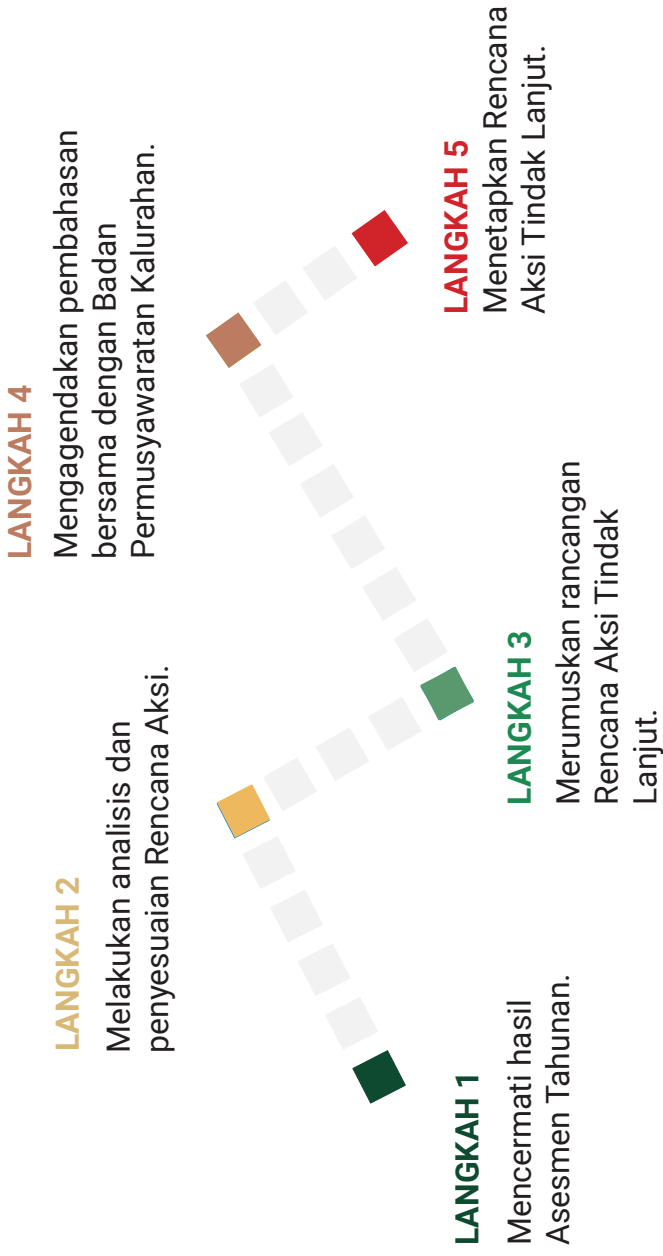 LANGKAH 1
Mencermati hasil
Asesmen Tahunan.
LANGKAH 2
Melakukan analisis dan
penyesuaian Rencana Aksi.
LANGKAH 3
Merumuskan rancangan
Rencana Aksi Tindak
Lanjut.
LANGKAH 4
Mengagendakan pembahasan
bersama dengan Badan
Permusyawaratan Kalurahan.
LANGKAH 5
Menetapkan Rencana
Aksi Tindak Lanjut.